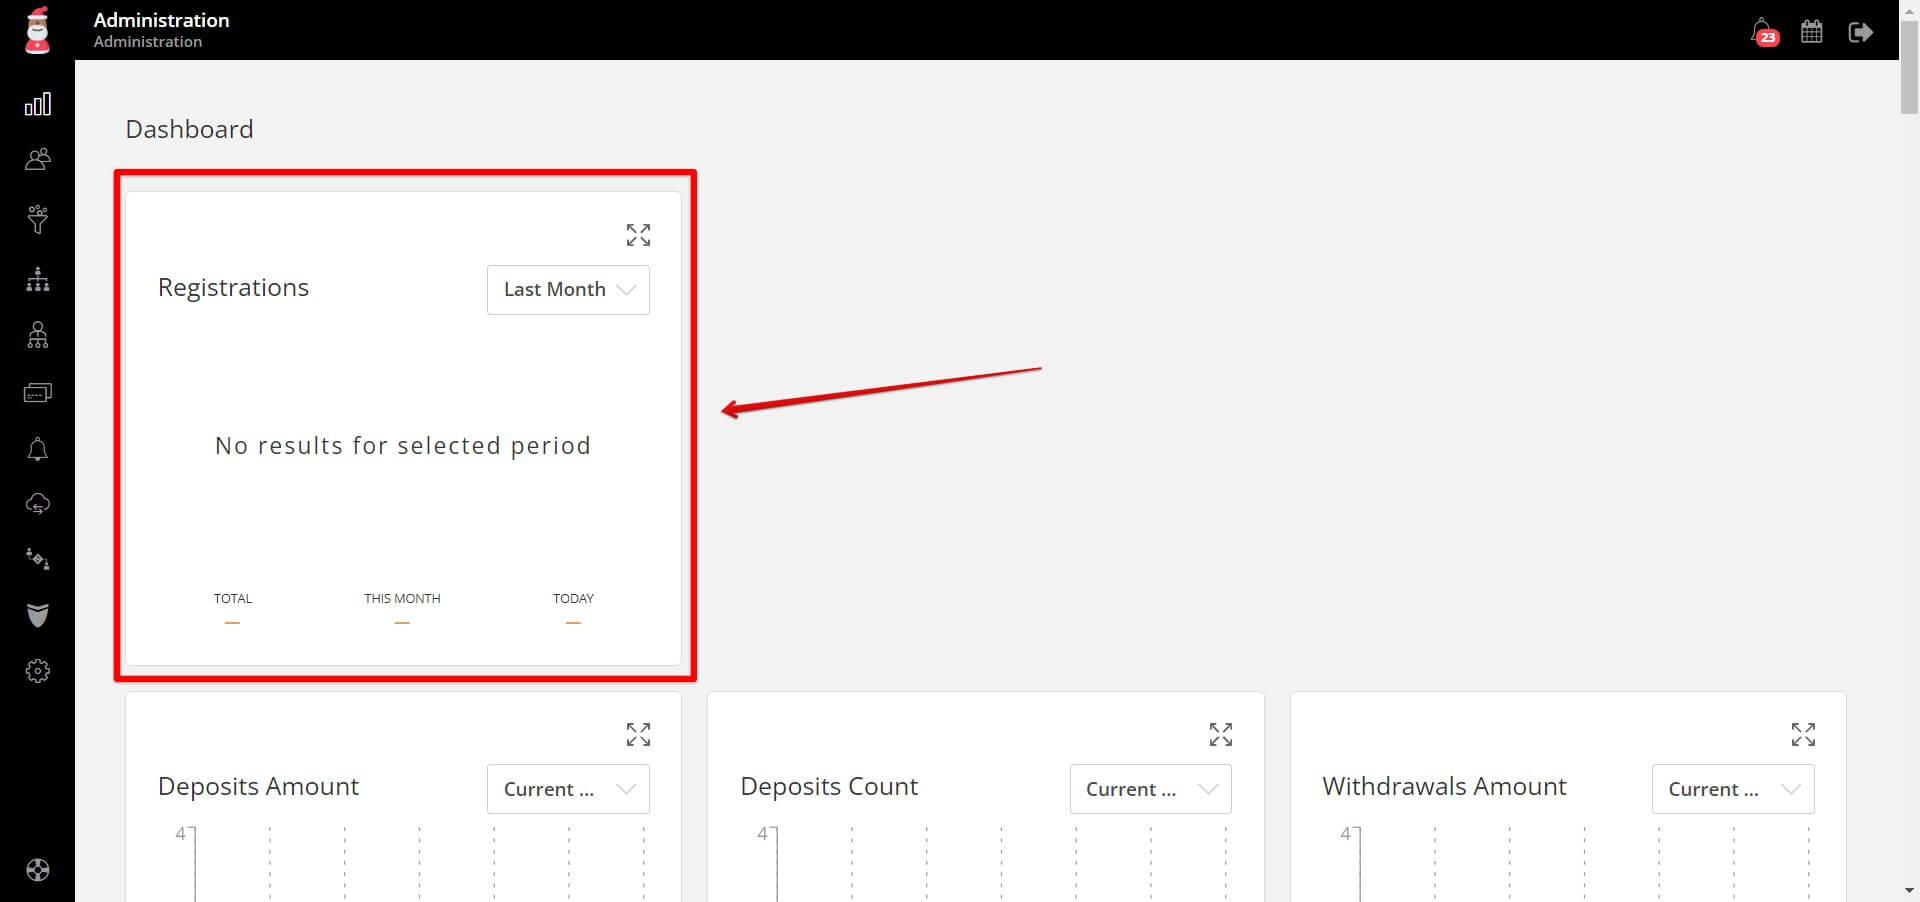 Administration
Administration
23
Dashboard
Registrations
Last Month
No results for selected period
TOTAL
THIS MONTH
TODAY
—
—
—
Deposits Amount
Current ...
4
Deposits Count
Current ...
4
Withdrawals Amount
Current ...
4